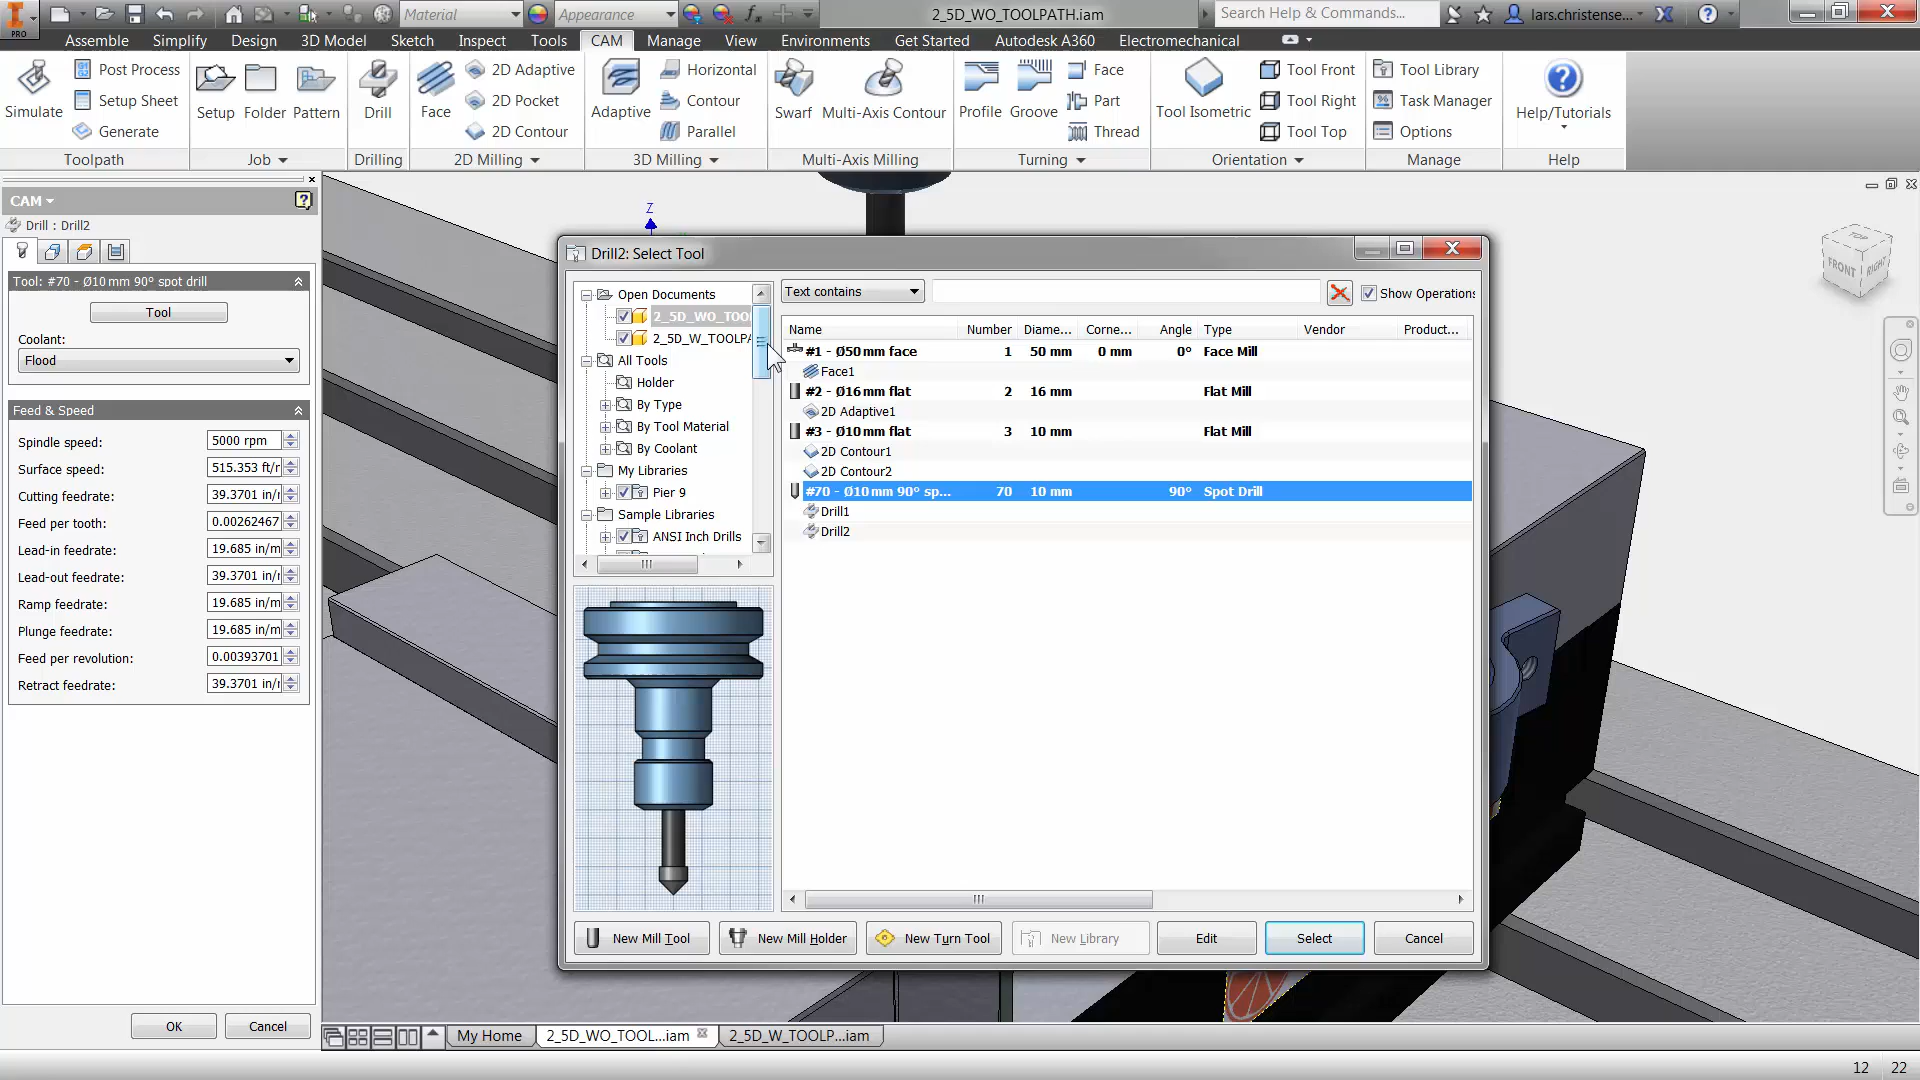 Material
Appearance
2_5D_WO_TOOLPATH.iam
Search Help & Commands...
lars.christense...
PRO
Assemble Simplify Design 3D Model Sketch Inspect Tools CAM Manage View Environments Get Started Autodesk A360 Electromechanical
Simulate
Post Process
Setup Sheet
Generate
Toolpath
Setup Folder Pattern
Job
Drill
Drilling
Face
2D Adaptive
2D Pocket
2D Contour
2D Milling
Adaptive
Horizontal
Contour
Parallel
3D Milling
Swarf Multi-Axis Contour
Multi-Axis Milling
Profile Groove
Face
Part
Thread
Turning
Tool Isometric
Tool Front
Tool Right
Tool Top
Orientation
Tool Library
Task Manager
Options
Manage
Help/Tutorials
Help
CAM
Drill : Drill2
Tool: #70 - Ø10 mm 90° spot drill
Tool
Coolant:
Flood
Feed & Speed
Spindle speed: 5000 rpm
Surface speed: 515.353 ft/r
Cutting feedrate: 39.3701 in/r
Feed per tooth: 0.00262467
Lead-in feedrate: 19.685 in/m
Lead-out feedrate: 39.3701 in/r
Ramp feedrate: 19.685 in/m
Plunge feedrate: 19.685 in/m
Feed per revolution: 0.00393701
Retract feedrate: 39.3701 in/r
OK Cancel
Z
TOP
FRONT
RIGHT
Drill2: Select Tool
Open Documents
2_5D_WO_TOOL
2_5D_W_TOOLPA
All Tools
Holder
By Type
By Tool Material
By Coolant
My Libraries
Pier 9
Sample Libraries
ANSI Inch Drills
Text contains
Show Operations
Name Number Diame... Corne... Angle Type Vendor Product...
#1 - Ø50 mm face 1 50 mm 0 mm 0° Face Mill
Face1
#2 - Ø16 mm flat 2 16 mm Flat Mill
2D Adaptive1
#3 - Ø10 mm flat 3 10 mm Flat Mill
2D Contour1
2D Contour2
#70 - Ø10 mm 90° sp... 70 10 mm 90° Spot Drill
Drill1
Drill2
New Mill Tool New Mill Holder New Turn Tool New Library Edit Select Cancel
My Home 2_5D_WO_TOOL...iam 2_5D_W_TOOLP...iam
12 22